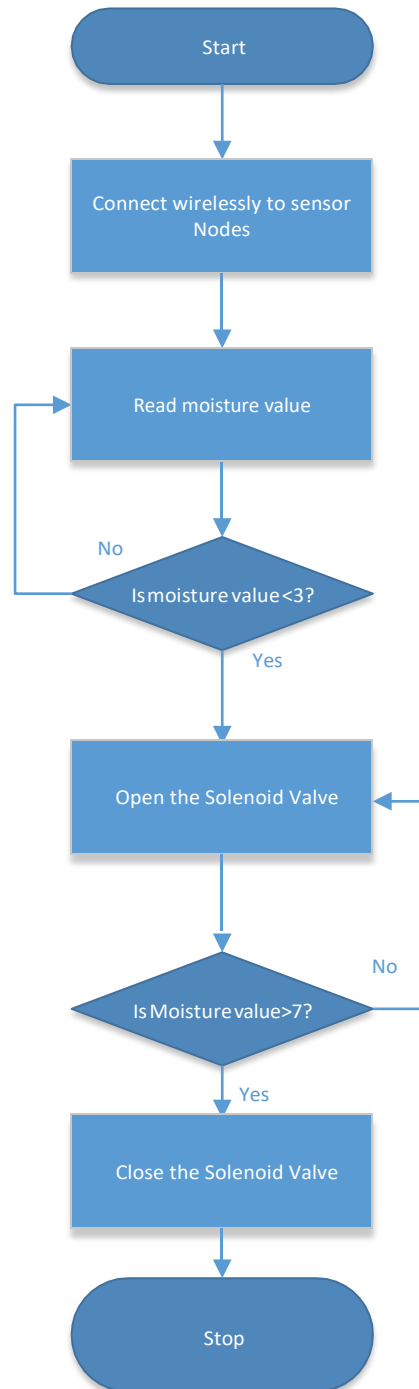 Start
Connect wirelessly to sensor
Nodes
Read moisture value
No
Is moisture value <3?
Yes
Open the Solenoid Valve
No
Is Moisture value>7?
Yes
Close the Solenoid Valve
Stop